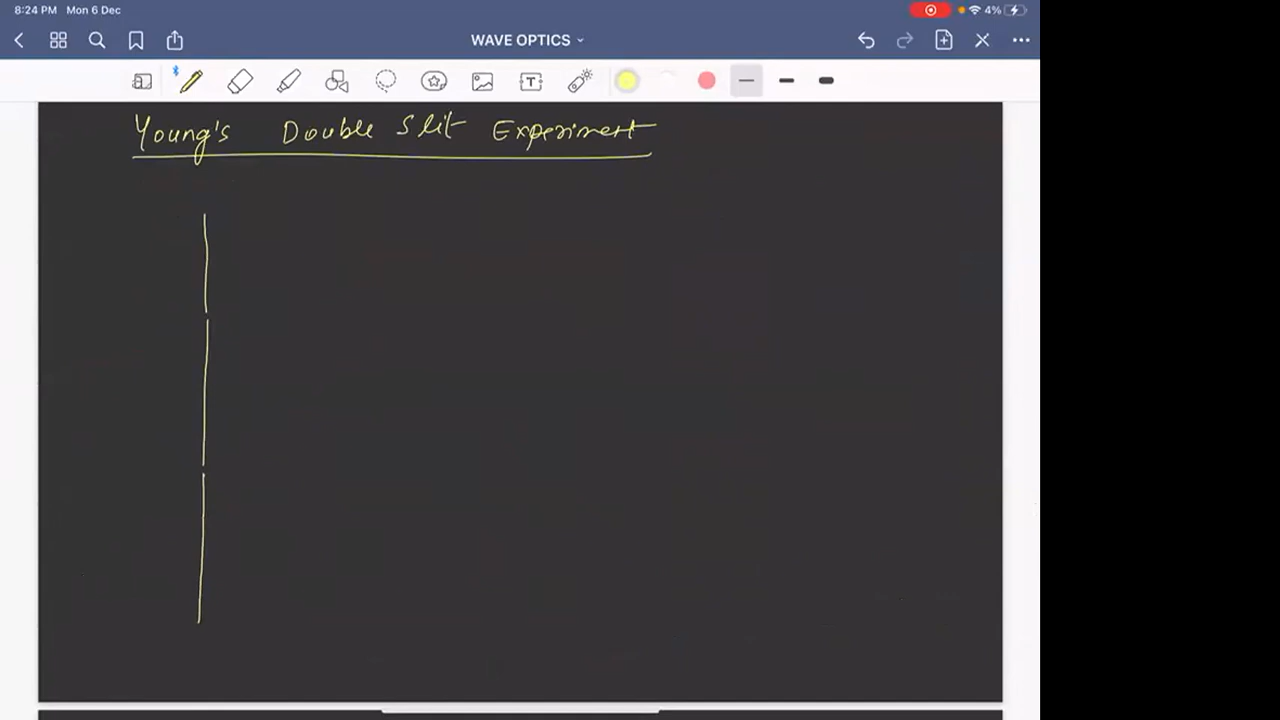 8:24 PM Mon 6 Dec
4%
WAVE OPTICS
T
Young's Double Slit Experiment